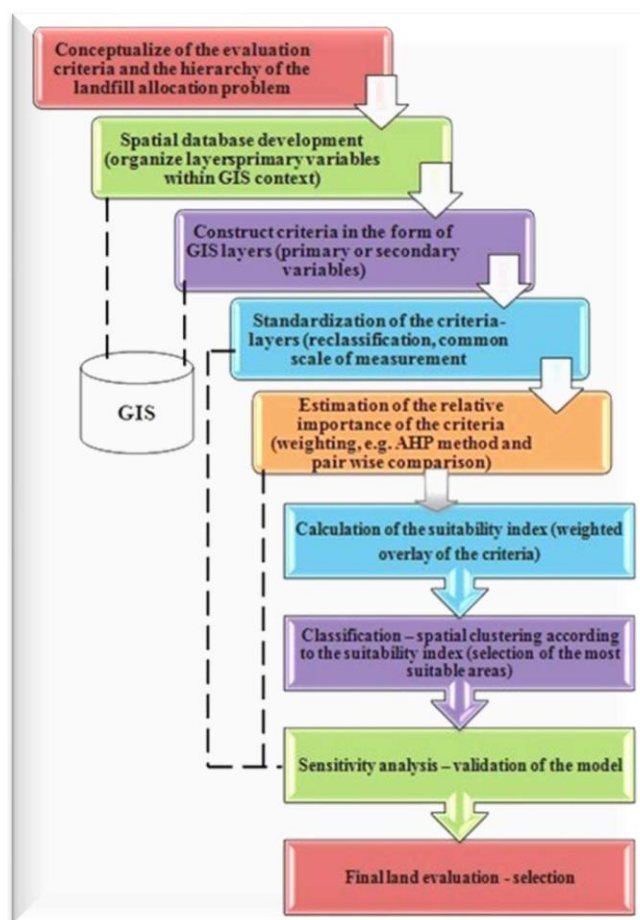 Conceptualize of the evaluation
criteria and the hierarchy of the
landfill allocation problem
Spatial database development
(organize layersprimary variables
within GIS context)
Construct criteria in the form of
GIS layers (primary or secondary
variables)
Standardization of the criteria-
layers (reclassification, common
scale of measurement
GIS
Estimation of the relative
importance of the criteria
(weighting, e.g. AHP method and
pair wise comparison)
Calculation of the suitability index (weighted
overlay of the criteria)
Classification – spatial clustering according
to the suitability index (selection of the most
suitable areas)
Sensitivity analysis – validation of the model
Final land evaluation - selection